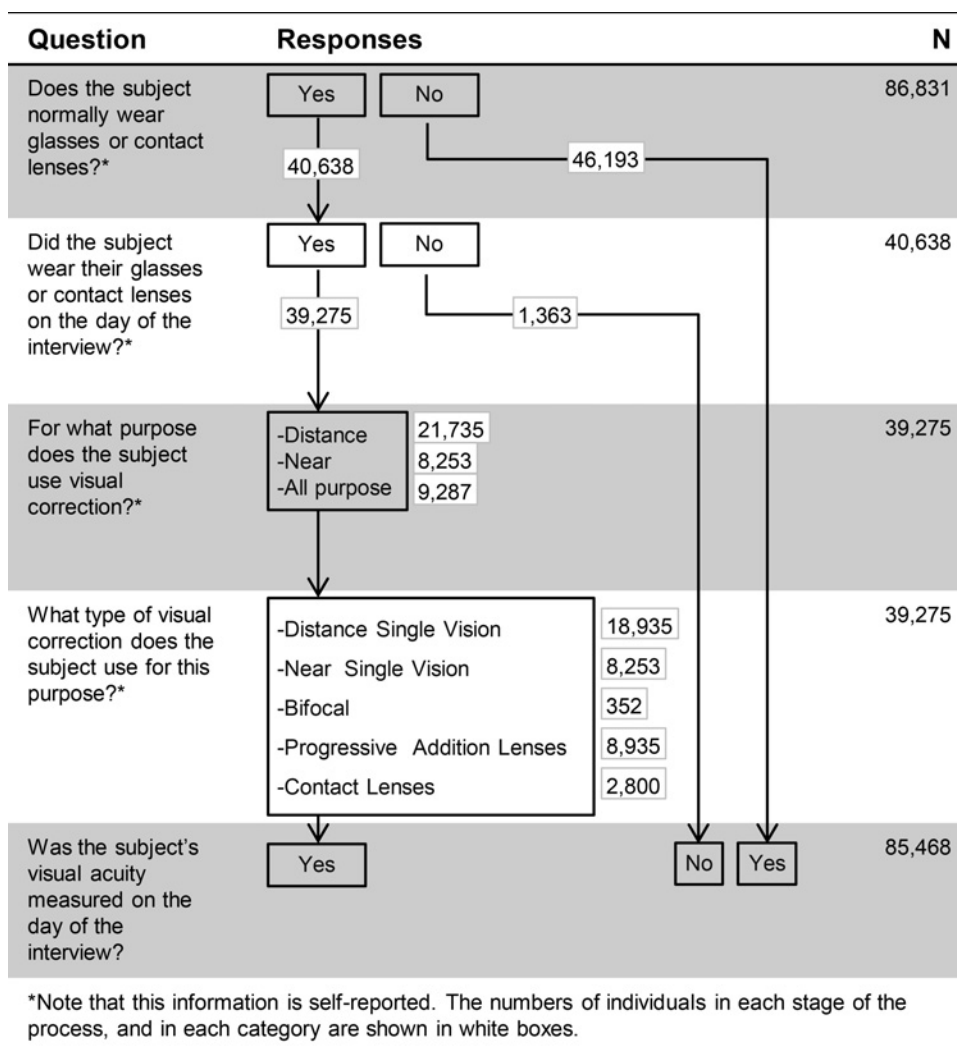 Question Responses N
Does the subject
normally wear
glasses or contact
lenses?*
Yes No 86,831
40,638 46,193
Did the subject
wear their glasses
or contact lenses
on the day of the
interview?*
Yes No 40,638
39,275 1,363
For what purpose
does the subject
use visual
correction?*
-Distance 21,735 39,275
-Near 8,253
-All purpose 9,287
What type of visual
correction does the
subject use for this
purpose?*
-Distance Single Vision 18,935 39,275
-Near Single Vision 8,253
-Bifocal 352
-Progressive Addition Lenses 8,935
-Contact Lenses 2,800
Was the subject's
visual acuity
measured on the
day of the
interview?
Yes No Yes 85,468
*Note that this information is self-reported. The numbers of individuals in each stage of the
process, and in each category are shown in white boxes.